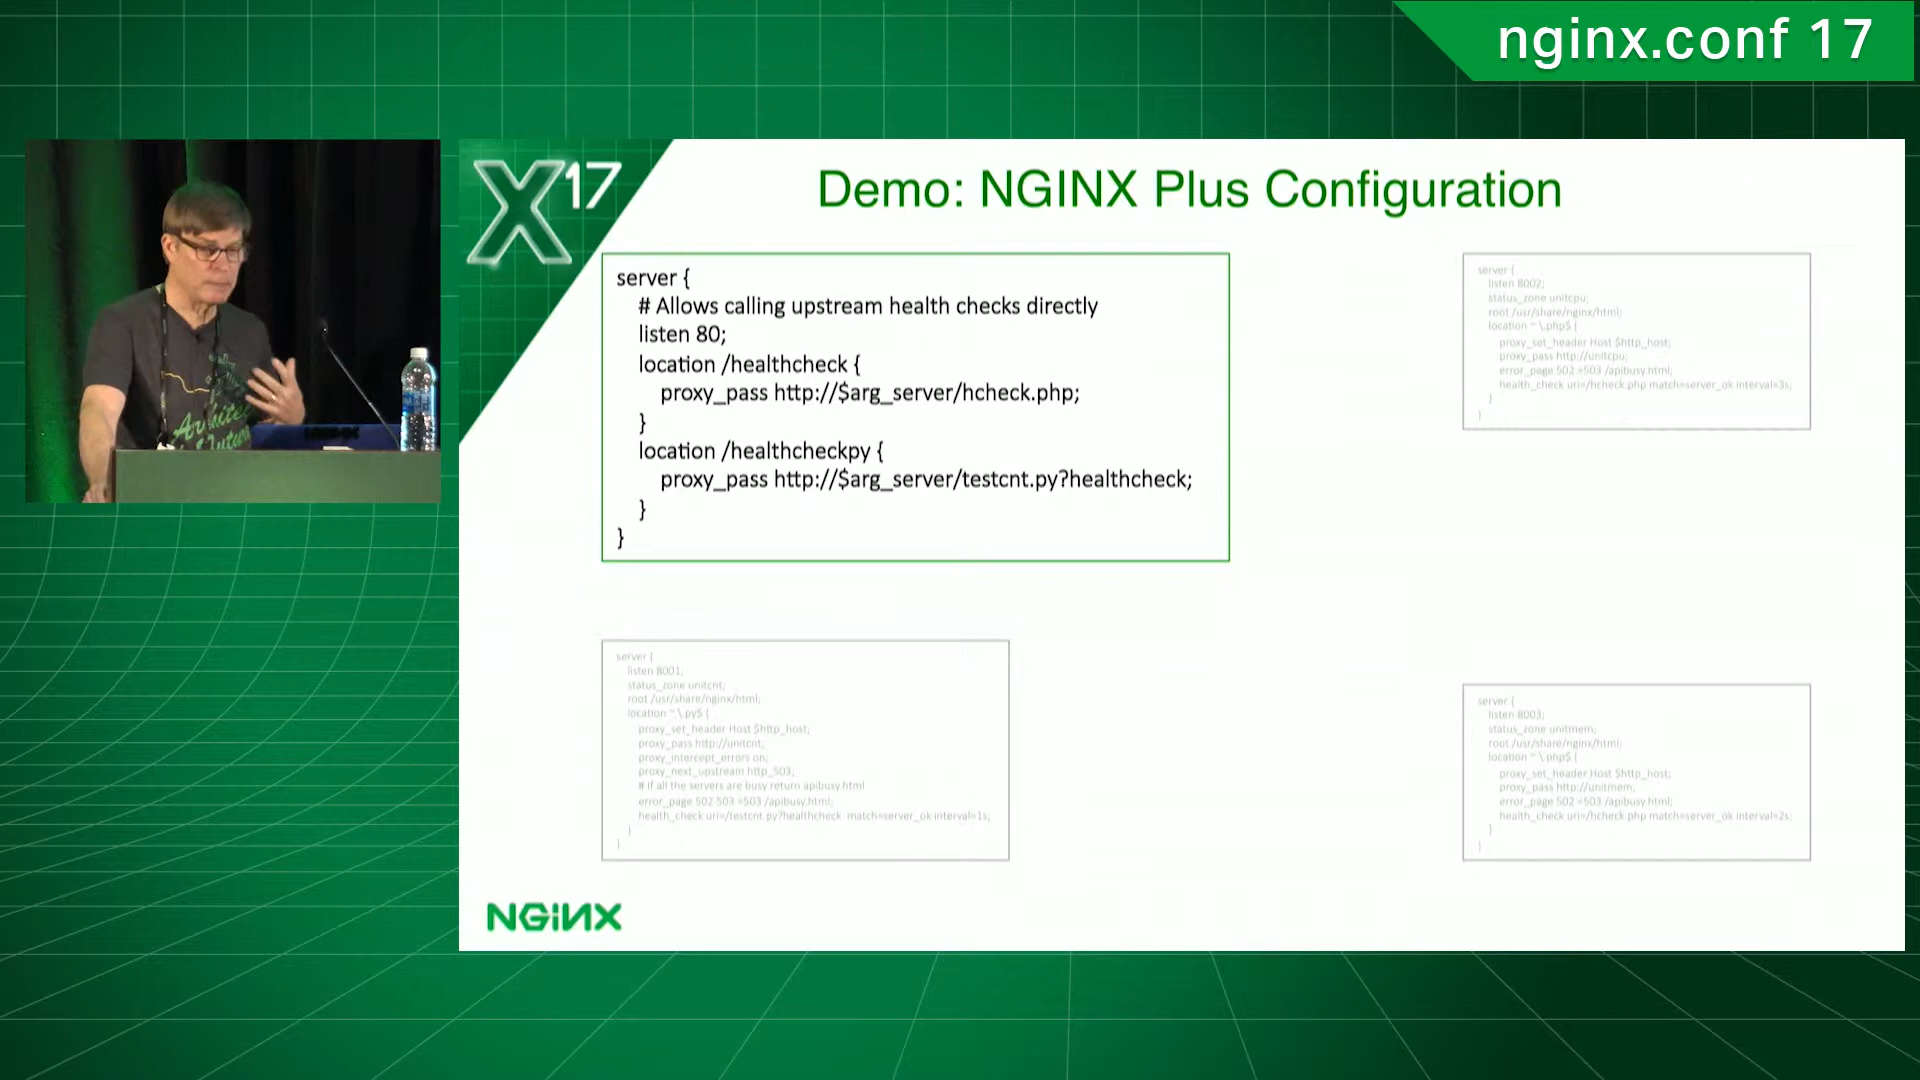 nginx.conf 17
X17
Demo: NGINX Plus Configuration
server {
# Allows calling upstream health checks directly
listen 80;
location /healthcheck {
proxy_pass http://$arg_server/hcheck.php;
}
location /healthcheckpy {
proxy_pass http://$arg_server/testcnt.py?healthcheck;
}
}
server {
listen 8002;
status_zone unitcpu;
root /usr/share/nginx/html;
location ~ \.php$ {
proxy_set_header Host $http_host;
proxy_pass http://unitcpu;
error_page 502 =503 /apibusy.html;
health_check uri=/hcheck.php match=server_ok interval=3s;
}
}
server {
listen 8001;
status_zone unitcnt;
root /usr/share/nginx/html;
location ~ \.py$ {
proxy_set_header Host $http_host;
proxy_pass http://unitcnt;
proxy_intercept_errors on;
proxy_next_upstream http_503;
# If all the servers are busy return apibusy.html
error_page 502 503 =503 /apibusy.html;
health_check uri=/testcnt.py?healthcheck match=server_ok interval=1s;
}
}
server {
listen 8003;
status_zone unitmem;
root /usr/share/nginx/html;
location ~ \.php$ {
proxy_set_header Host $http_host;
proxy_pass http://unitmem;
error_page 502 =503 /apibusy.html;
health_check uri=/hcheck.php match=server_ok interval=2s;
}
}
NGINX